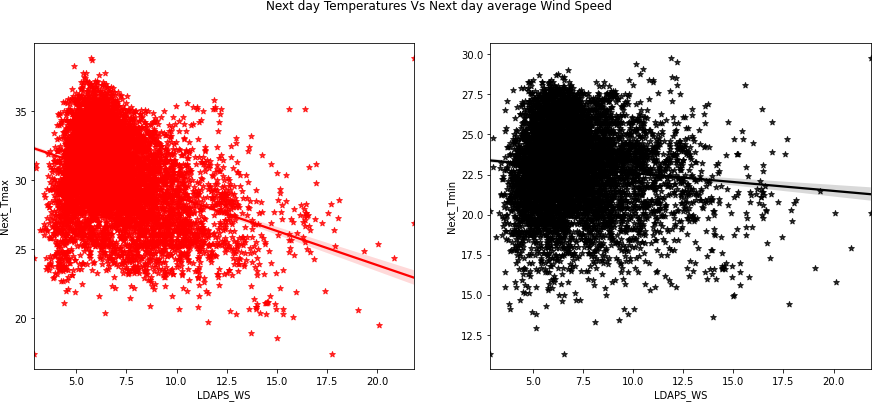 Next day Temperatures Vs Next day average Wind Speed
Next_Tmax
35
30
25
20
5.0 7.5 10.0 12.5 15.0 17.5 20.0
LDAPS_WS
Next_Tmin
30.0
27.5
25.0
22.5
20.0
17.5
15.0
12.5
5.0 7.5 10.0 12.5 15.0 17.5 20.0
LDAPS_WS